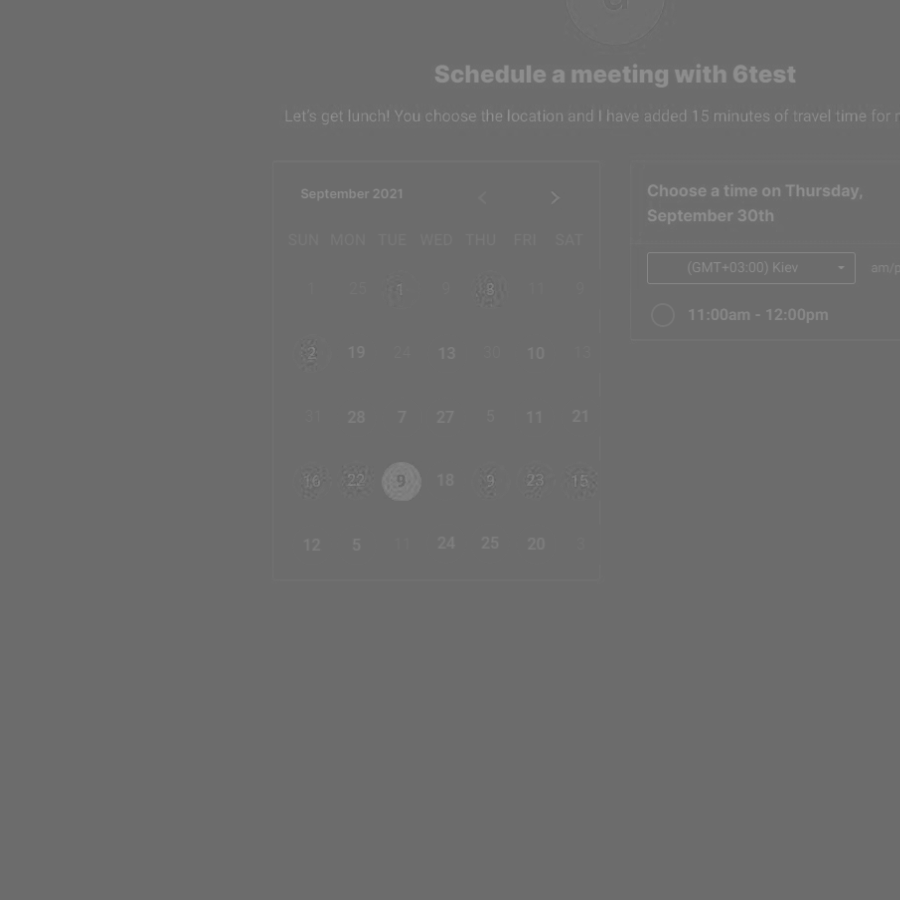 Schedule a meeting with 6test
Let's get lunch! You choose the location and I have added 15 minutes of travel time for
September 2021
SUN MON TUE WED THU FRI SAT
1 25 1 9 8 11 9
2 19 24 13 30 10 13
31 28 7 27 5 11 21
16 22 9 18 9 23 15
12 5 11 24 25 20 3
Choose a time on Thursday,
September 30th
(GMT+03:00) Kiev am/p
11:00am - 12:00pm